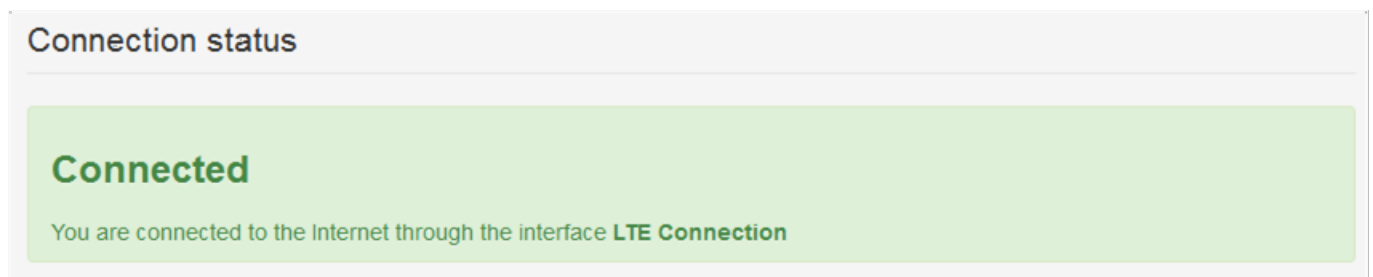 Connection status
Connected
You are connected to the Internet through the interface LTE Connection